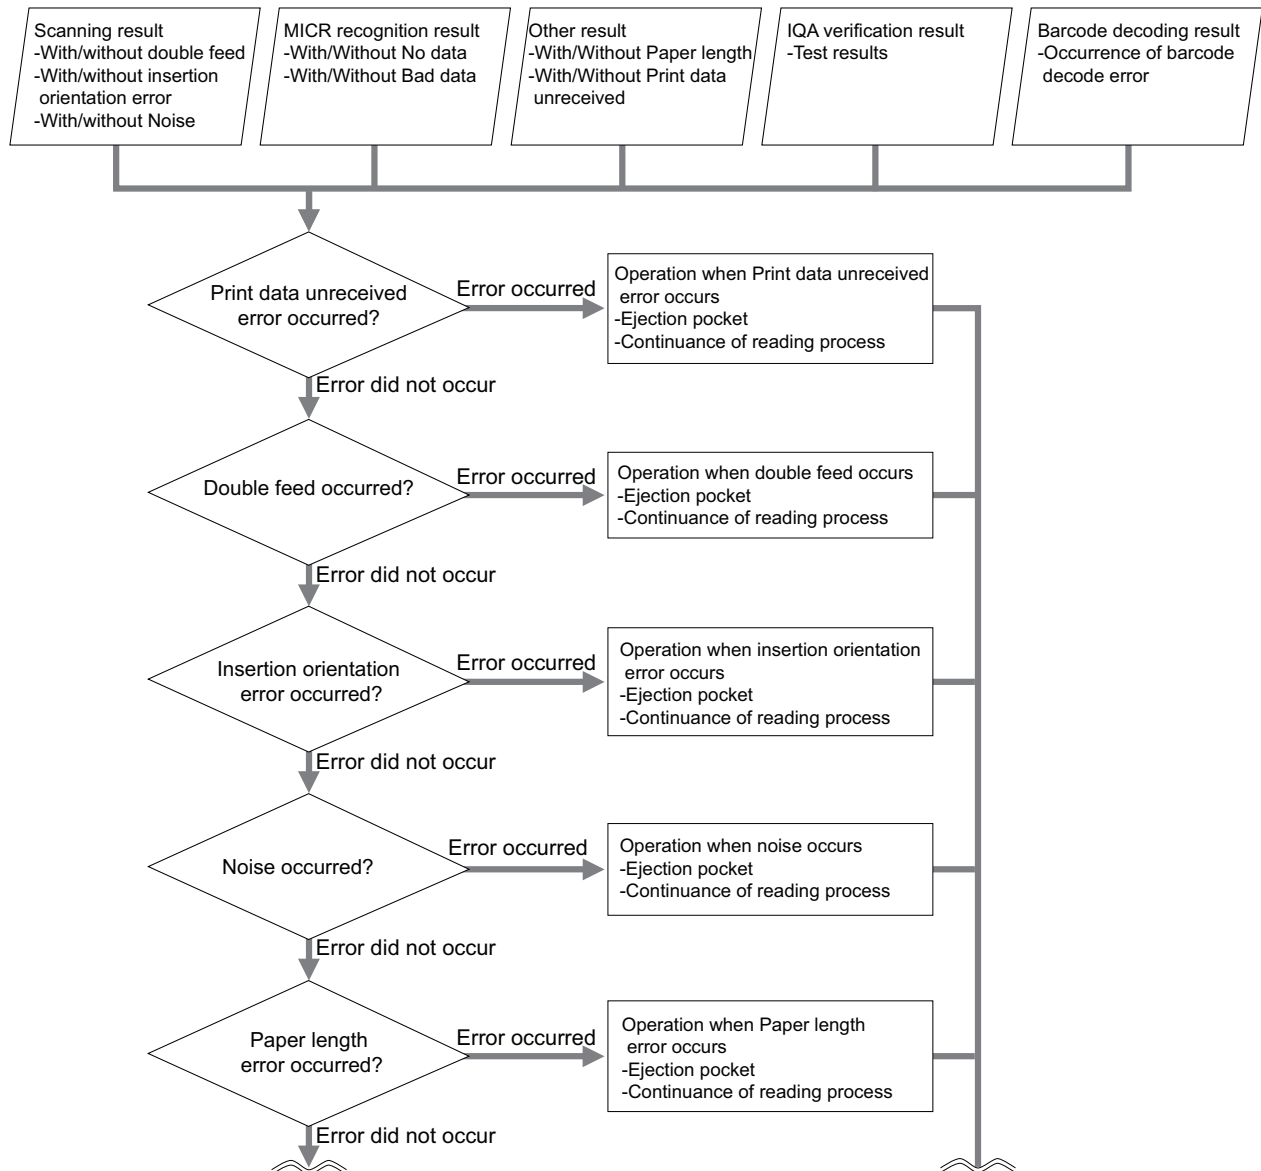 Scanning result
-With/without double feed
-With/without insertion
orientation error
-With/without Noise
MICR recognition result
-With/Without No data
-With/Without Bad data
Other result
-With/Without Paper length
-With/Without Print data
unreceived
IQA verification result
-Test results
Barcode decoding result
-Occurrence of barcode
decode error
Print data unreceived
error occurred?
Error occurred
Operation when Print data unreceived
error occurs
-Ejection pocket
-Continuance of reading process
Error did not occur
Double feed occurred?
Error occurred
Operation when double feed occurs
-Ejection pocket
-Continuance of reading process
Error did not occur
Insertion orientation
error occurred?
Error occurred
Operation when insertion orientation
error occurs
-Ejection pocket
-Continuance of reading process
Error did not occur
Noise occurred?
Error occurred
Operation when noise occurs
-Ejection pocket
-Continuance of reading process
Error did not occur
Paper length
error occurred?
Error occurred
Operation when Paper length
error occurs
-Ejection pocket
-Continuance of reading process
Error did not occur